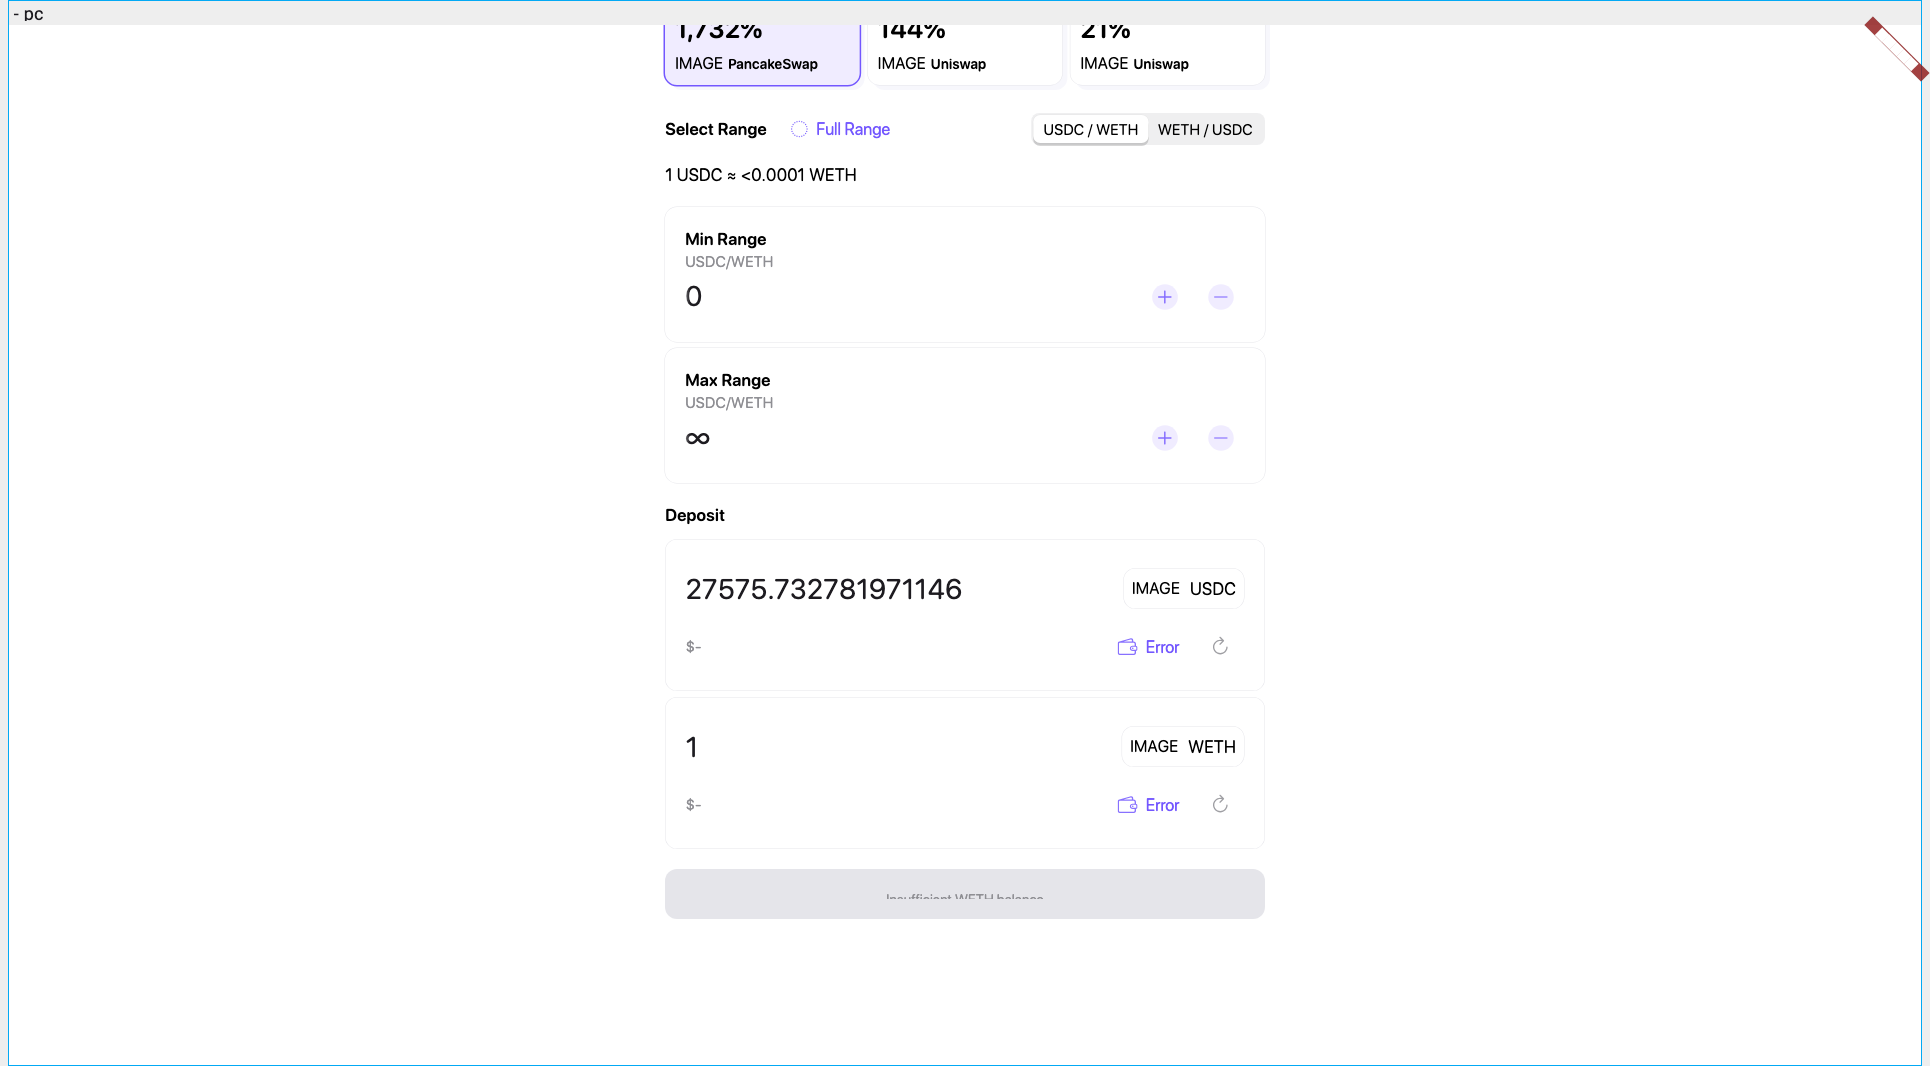 - pc
1,732% 144% 21%
IMAGE PancakeSwap IMAGE Uniswap IMAGE Uniswap
Select Range Full Range USDC / WETH WETH / USDC
1 USDC ≈ <0.0001 WETH
Min Range
USDC/WETH
0
Max Range
USDC/WETH
∞
Deposit
27575.732781971146 IMAGE USDC
$- Error
1 IMAGE WETH
$- Error
Insufficient WETH balance